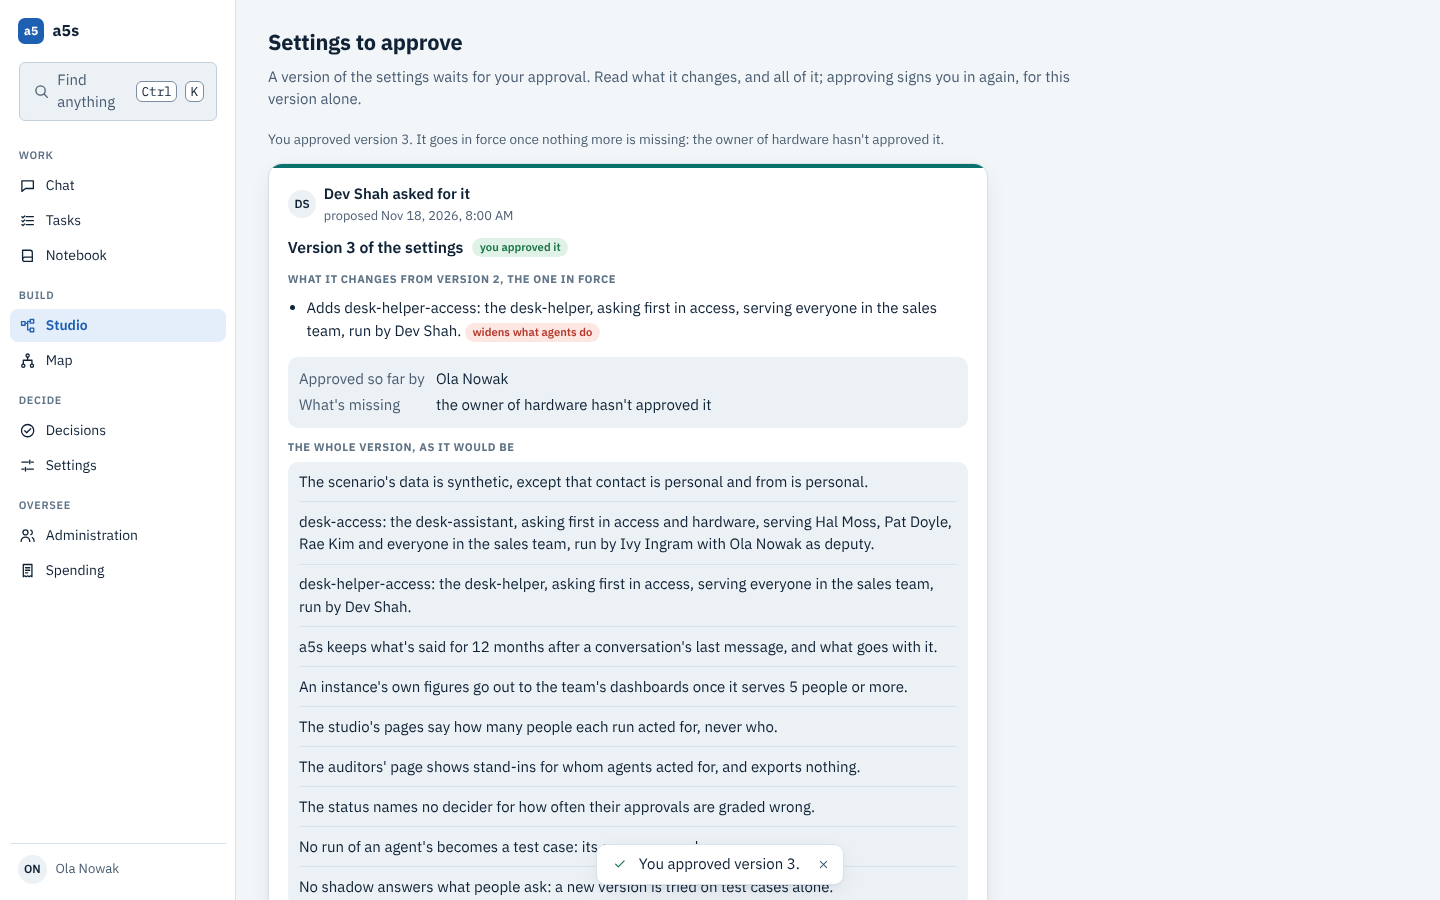 a5 a5s
Find
anything
Ctrl K
WORK
Chat
Tasks
Notebook
BUILD
Studio
Map
DECIDE
Decisions
Settings
OVERSEE
Administration
Spending
ON Ola Nowak
Settings to approve
A version of the settings waits for your approval. Read what it changes, and all of it; approving signs you in again, for this
version alone.
You approved version 3. It goes in force once nothing more is missing: the owner of hardware hasn't approved it.
DS
Dev Shah asked for it
proposed Nov 18, 2026, 8:00 AM
Version 3 of the settings you approved it
WHAT IT CHANGES FROM VERSION 2, THE ONE IN FORCE
• Adds desk-helper-access: the desk-helper, asking first in access, serving everyone in the sales
team, run by Dev Shah. widens what agents do
Approved so far by Ola Nowak
What's missing the owner of hardware hasn't approved it
THE WHOLE VERSION, AS IT WOULD BE
The scenario's data is synthetic, except that contact is personal and from is personal.
desk-access: the desk-assistant, asking first in access and hardware, serving Hal Moss, Pat Doyle,
Rae Kim and everyone in the sales team, run by Ivy Ingram with Ola Nowak as deputy.
desk-helper-access: the desk-helper, asking first in access, serving everyone in the sales team,
run by Dev Shah.
a5s keeps what's said for 12 months after a conversation's last message, and what goes with it.
An instance's own figures go out to the team's dashboards once it serves 5 people or more.
The studio's pages say how many people each run acted for, never who.
The auditors' page shows stand-ins for whom agents acted for, and exports nothing.
The status names no decider for how often their approvals are graded wrong.
No run of an agent's becomes a test case: its
No shadow answers what people ask: a new version is tried on test cases alone.
You approved version 3.